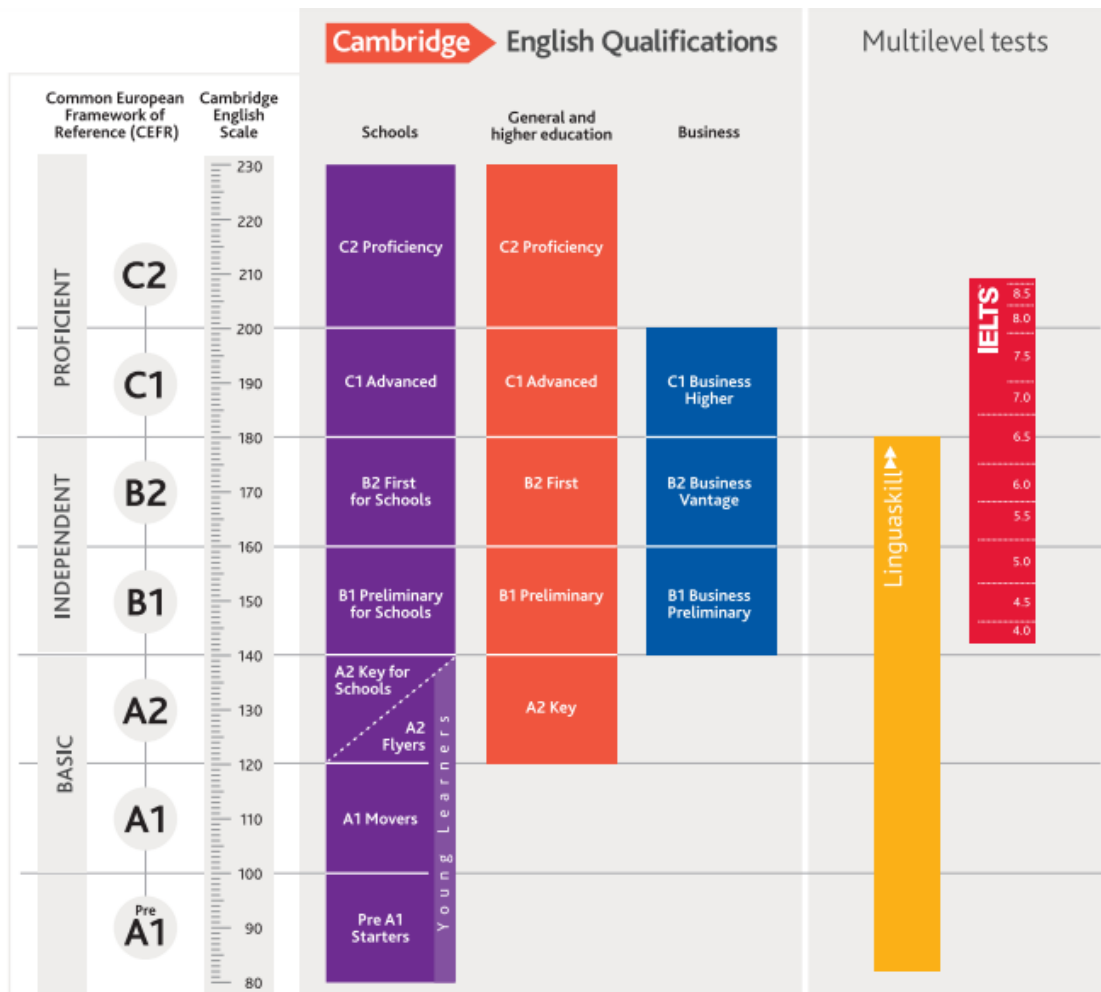 Cambridge English Qualifications
Multilevel tests
Common European
Framework of
Reference (CEFR)
Cambridge
English
Scale
Schools
General and
higher education
Business
PROFICIENT
INDEPENDENT
BASIC
C2
C1
B2
B1
A2
A1
Pre
A1
230
220
210
200
190
180
170
160
150
140
130
120
110
100
90
80
C2 Proficiency
C1 Advanced
B2 First
for Schools
B1 Preliminary
for Schools
A2 Key for
Schools
A2
Flyers
A1 Movers
Pre A1
Starters
Young Learners
C2 Proficiency
C1 Advanced
B2 First
B1 Preliminary
A2 Key
C1 Business
Higher
B2 Business
Vantage
B1 Business
Preliminary
Linguaskill
IELTS
8.5
8.0
7.5
7.0
6.5
6.0
5.5
5.0
4.5
4.0